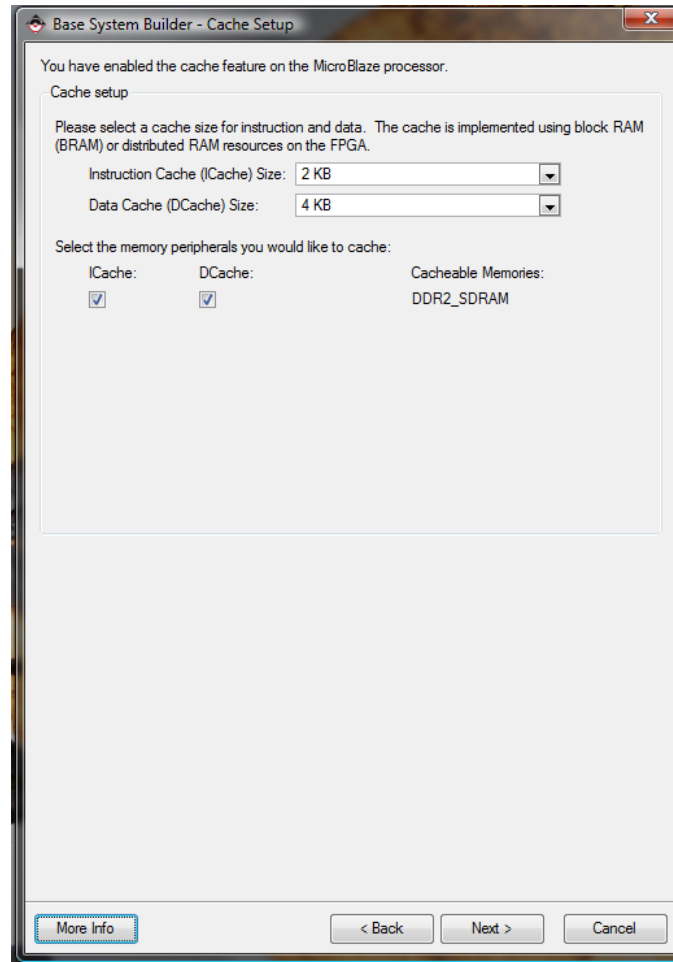 Base System Builder - Cache Setup
You have enabled the cache feature on the MicroBlaze processor.
Cache setup
Please select a cache size for instruction and data. The cache is implemented using block RAM
(BRAM) or distributed RAM resources on the FPGA.
Instruction Cache (ICache) Size: 2 KB
Data Cache (DCache) Size: 4 KB
Select the memory peripherals you would like to cache:
ICache: DCache: Cacheable Memories:
DDR2_SDRAM
More Info < Back Next > Cancel